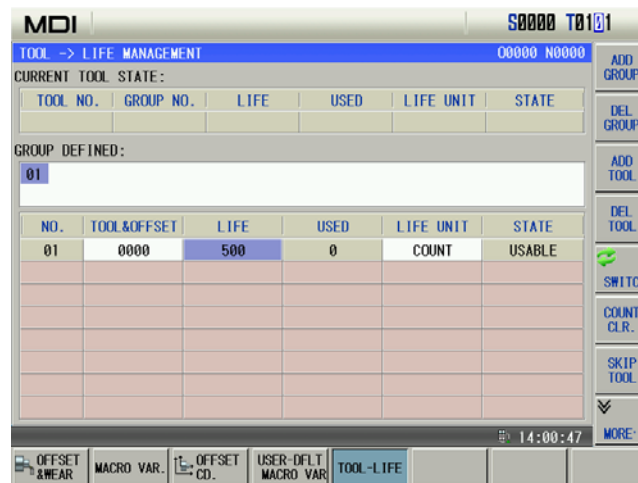 MDI S0000 T0101
TOOL -> LIFE MANAGEMENT O0000 N0000
CURRENT TOOL STATE:
TOOL NO. GROUP NO. LIFE USED LIFE UNIT STATE
GROUP DEFINED:
01
NO. TOOL&OFFSET LIFE USED LIFE UNIT STATE
01 0000 500 0 COUNT USABLE
14:00:47
ADD
GROUP
DEL
GROUP
ADD
TOOL
DEL
TOOL
SWITC
COUNT
CLR.
SKIP
TOOL
MORE·
OFFSET
&WEAR
MACRO VAR.
OFFSET
CD.
USER-DFLT
MACRO VAR
TOOL-LIFE